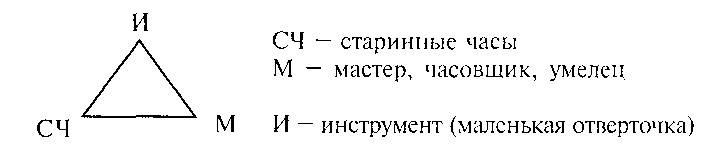 И
СЧ – старинные часы
М – мастер, часовщик, умелец
СЧ
М
И – инструмент (маленькая отверточка)